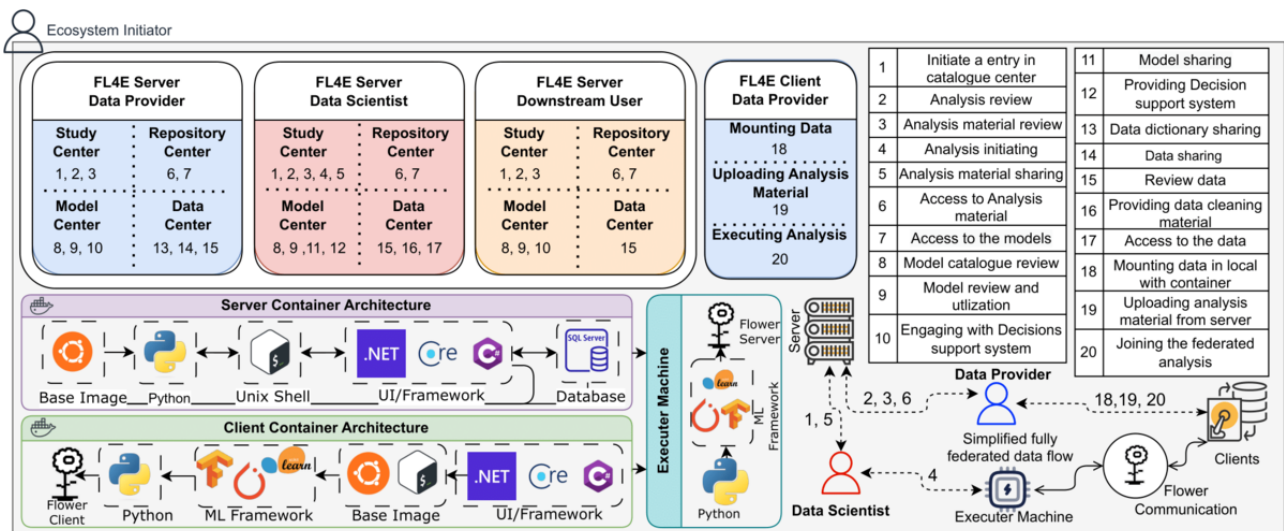 Ecosystem Initiator
FL4E Server
Data Provider
Study
Center
1, 2, 3
Repository
Center
6, 7
Model
Center
8, 9, 10
Data
Center
13, 14, 15
FL4E Server
Data Scientist
Study
Center
1, 2, 3, 4, 5
Repository
Center
6, 7
Model
Center
8, 9 ,11, 12
Data
Center
15, 16, 17
FL4E Server
Downstream User
Study
Center
1, 2, 3
Repository
Center
6, 7
Model
Center
8, 9, 10
Data
Center
15
FL4E Client
Data Provider
Mounting Data
18
Uploading Analysis
Material
19
Executing Analysis
20
1 Initiate a entry in
catalogue center
2 Analysis review
3 Analysis material review
4 Analysis initiating
5 Analysis material sharing
6 Access to Analysis
material
7 Access to the models
8 Model catalogue review
9 Model review and
utlization
10 Engaging with Decisions
support system
11 Model sharing
12 Providing Decision
support system
13 Data dictionary sharing
14 Data sharing
15 Review data
16 Providing data cleaning
material
17 Access to the data
18 Mounting data in local
with container
19 Uploading analysis
material from server
20 Joining the federated
analysis
Server Container Architecture
$
.NET
Core
C#
SQL Server
Base Image
Python
Unix Shell
UI/Framework
Database
Client Container Architecture
learn
$
.NET
Core
C#
Flower
Client
Python
ML Framework
Base Image
UI/Framework
Executer Machine
Flower
Server
learn
ML
Framework
Python
Server
1, 5
2, 3, 6
Data Provider
18,19, 20
Simplified fully
federated data flow
Clients
Data Scientist
4
Executer Machine
Flower
Communication